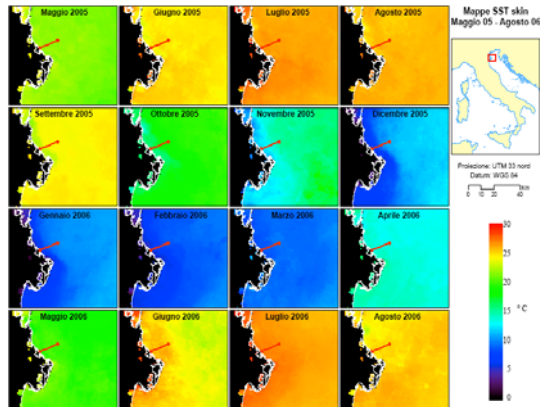 Maggio 2005
Giugno 2005
Luglio 2005
Agosto 2005
Mappe SST skin
Maggio 05 - Agosto 06
Settembre 2005
Ottobre 2005
Novembre 2005
Dicembre 2005
Proiezione: UTM 33 nord
Datum: WGS 84
0 10 20 40
Gennaio 2006
Febbraio 2006
Marzo 2006
Aprile 2006
30
25
20
15
10
5
0
° C
Maggio 2006
Giugno 2006
Luglio 2006
Agosto 2006